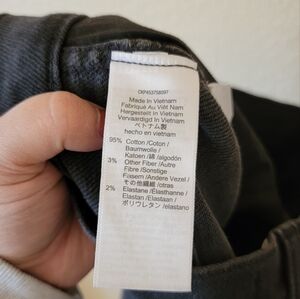 CKP453758097
Made In Vietnam
Fabriqué Au Viêt Nam
Hergestellt in Vietnam
Vervaardigd In Vietnam
ベトナム製
hecho en vietnam
95% Cotton /Coton /
Baumwolle /
Katoen /綿 /algodón
3% Other Fiber /Autre
Fibre /Sonstige
Fasern /Andere Vezel /
その他繊維 /otras
2% Elastane /Élasthanne /
Elastan /Elastaan /
ポリウレタン /elastano